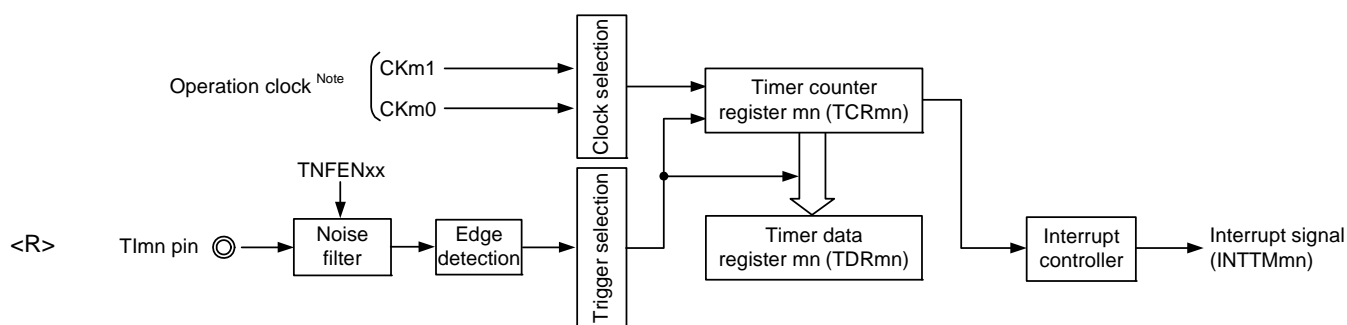 Operation clock Note
CKm1
CKm0
Clock selection
Timer counter
register mn (TCRmn)
TNFENxx
<R>
TImn pin
Noise
filter
Edge
detection
Trigger selection
Timer data
register mn (TDRmn)
Interrupt
controller
Interrupt signal
(INTTMmn)